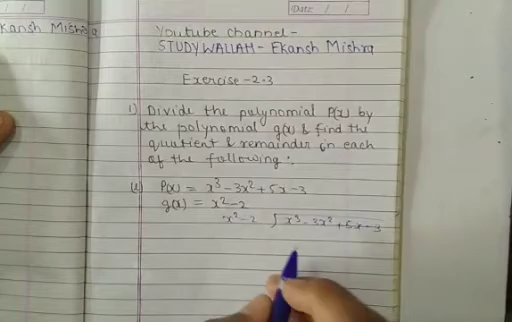 Date / /
Kansh Mishra
Youtube channel -
STUDYWALLAH - Ekansh Mishra
Exercise - 2.3
1) Divide the polynomial P(x) by
the polynomial g(x) & find the
quotient & remainder in each
of the following :
(i) P(x) = x³ - 3x² + 5x - 3
g(x) = x² - 2
x² - 2 ) x³ - 3x² + 5x - 3